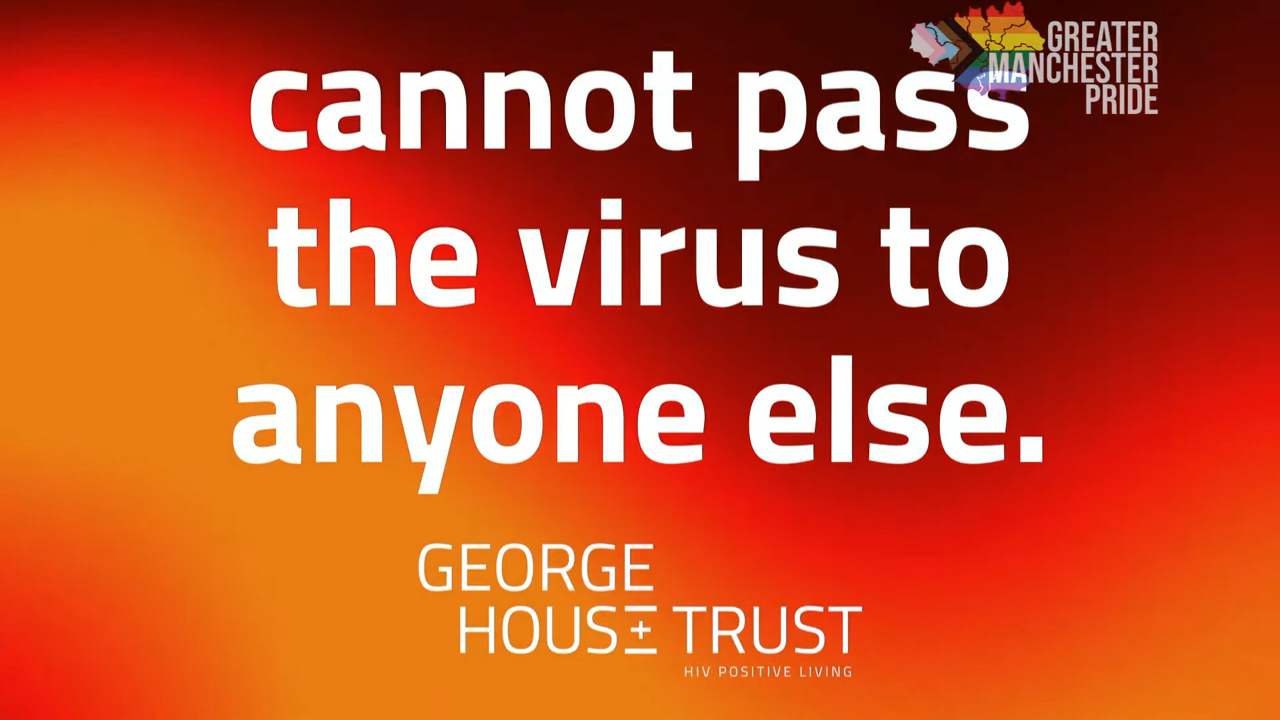 cannot pass
the virus to
anyone else.
GREATER
MANCHESTER
PRIDE
GEORGE
HOUSE TRUST
HIV POSITIVE LIVING